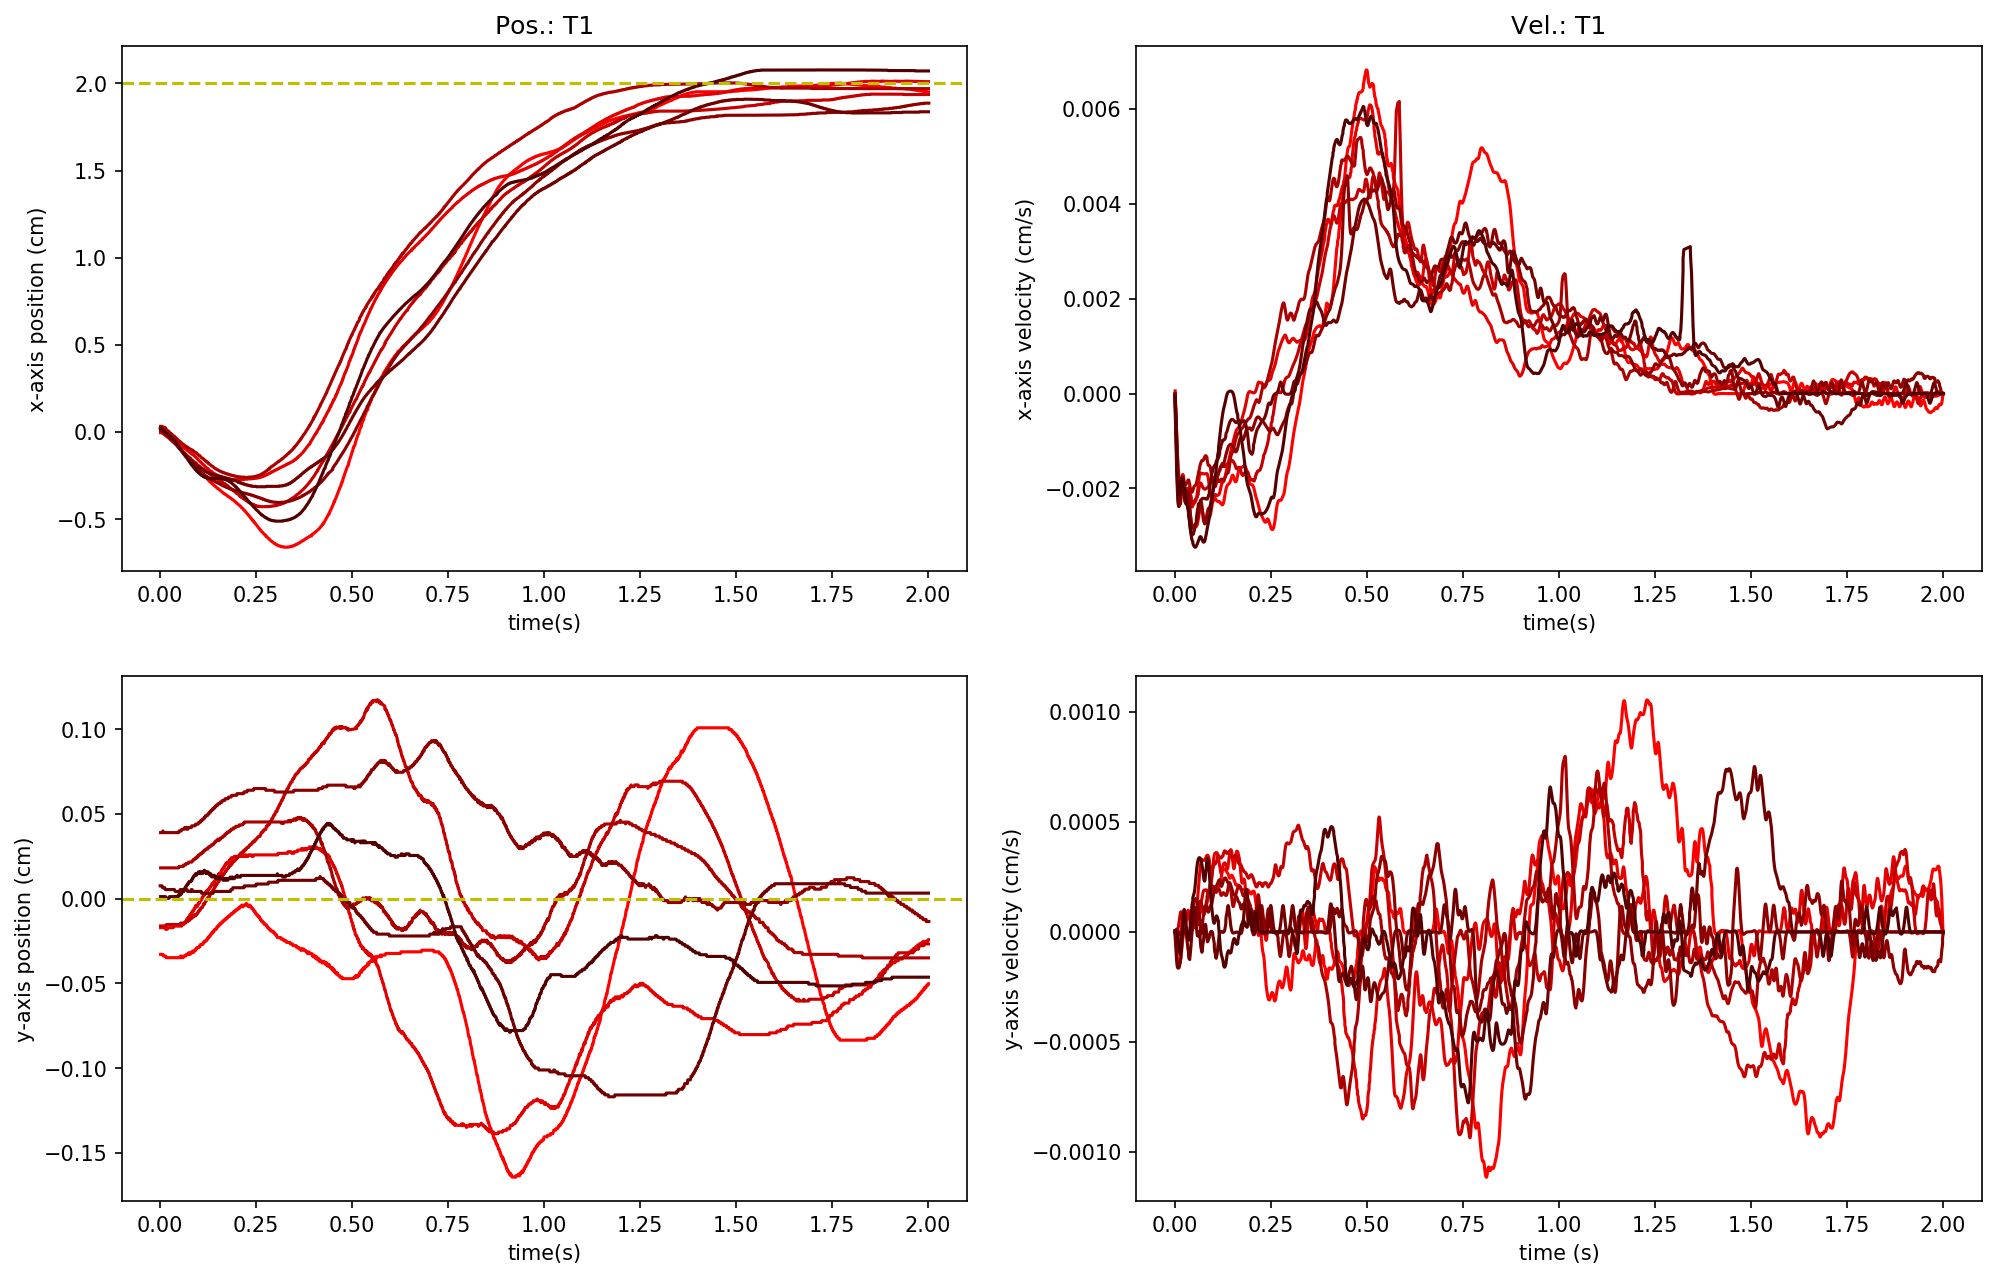 Pos.: T1
x-axis position (cm)
2.0
1.5
1.0
0.5
0.0
−0.5
0.00 0.25 0.50 0.75 1.00 1.25 1.50 1.75 2.00
time(s)
Vel.: T1
x-axis velocity (cm/s)
0.006
0.004
0.002
0.000
−0.002
0.00 0.25 0.50 0.75 1.00 1.25 1.50 1.75 2.00
time(s)
y-axis position (cm)
0.10
0.05
0.00
−0.05
−0.10
−0.15
0.00 0.25 0.50 0.75 1.00 1.25 1.50 1.75 2.00
time(s)
y-axis velocity (cm/s)
0.0010
0.0005
0.0000
−0.0005
−0.0010
0.00 0.25 0.50 0.75 1.00 1.25 1.50 1.75 2.00
time (s)